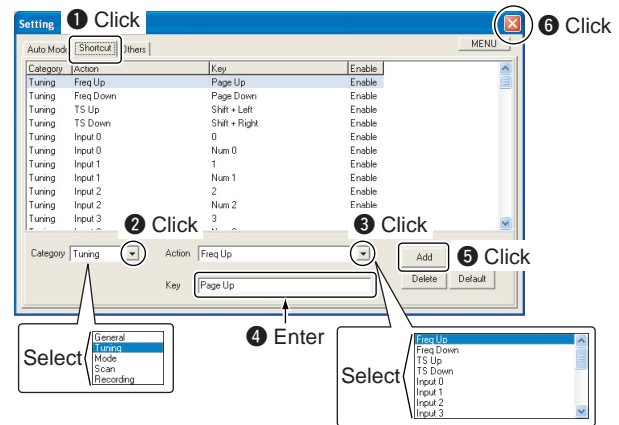 Setting ❶ Click ❻ Click
Auto Mode Shortcut Others MENU
Category Action Key Enable
Tuning Freq Up Page Up Enable
Tuning Freq Down Page Down Enable
Tuning TS Up Shift + Left Enable
Tuning TS Down Shift + Right Enable
Tuning Input 0 0 Enable
Tuning Input 0 Num 0 Enable
Tuning Input 1 1 Enable
Tuning Input 1 Num 1 Enable
Tuning Input 2 2 Enable
Tuning Input 2 Num 2 Enable
Tuning Input 3 3 Enable
❷ Click ❸ Click
Category Tuning Action Freq Up Add ❺ Click
Key Page Up Delete Default
❹ Enter
Select
General
Tuning
Mode
Scan
Recording
Select
Freq Up
Freq Down
TS Up
TS Down
Input 0
Input 1
Input 2
Input 3